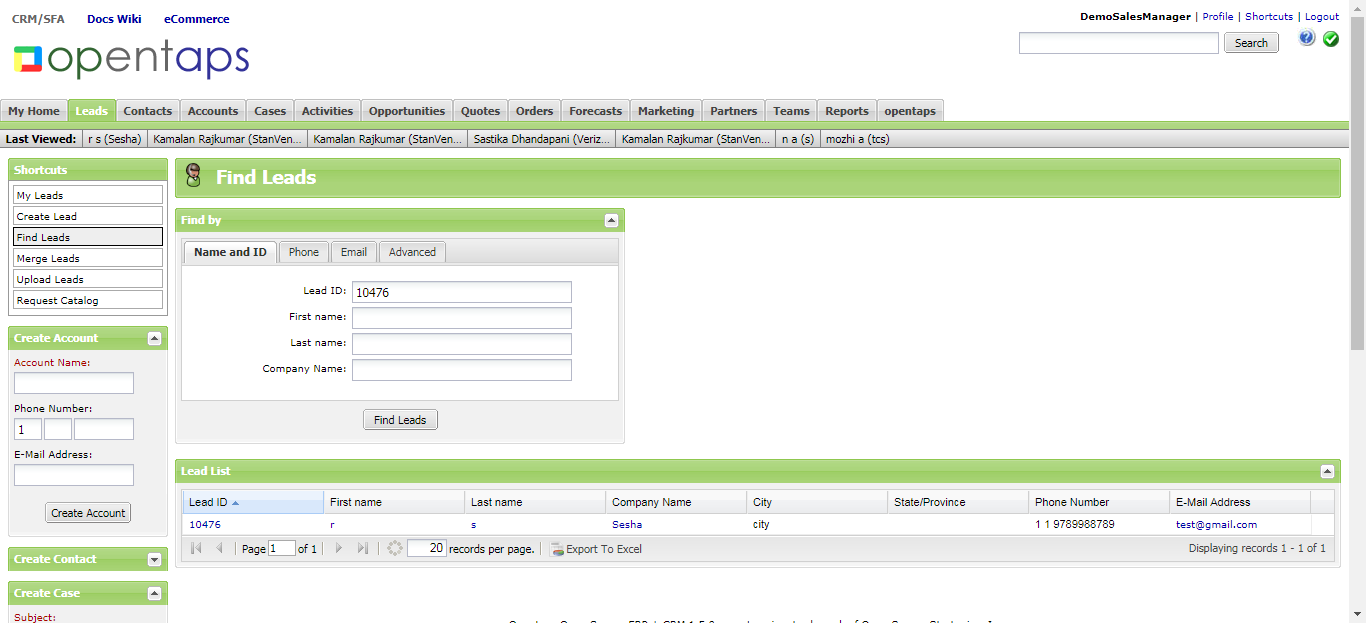 CRM/SFA Docs Wiki eCommerce
DemoSalesManager | Profile | Shortcuts | Logout
opentaps
Search
My Home Leads Contacts Accounts Cases Activities Opportunities Quotes Orders Forecasts Marketing Partners Teams Reports opentaps
Last Viewed: r s (Sesha) Kamalan Rajkumar (StanVen... Kamalan Rajkumar (StanVen... Sastika Dhandapani (Veriz... Kamalan Rajkumar (StanVen... n a (s) mozhi a (tcs)
Shortcuts
My Leads
Create Lead
Find Leads
Merge Leads
Upload Leads
Request Catalog
Create Account
Account Name:
Phone Number:
1
E-Mail Address:
Create Account
Create Contact
Create Case
Subject:
Find Leads
Find by
Name and ID Phone Email Advanced
Lead ID: 10476
First name:
Last name:
Company Name:
Find Leads
Lead List
Lead ID First name Last name Company Name City State/Province Phone Number E-Mail Address
10476 r s Sesha city 1 1 9789988789 test@gmail.com
Page 1 of 1 20 records per page. Export To Excel Displaying records 1 - 1 of 1